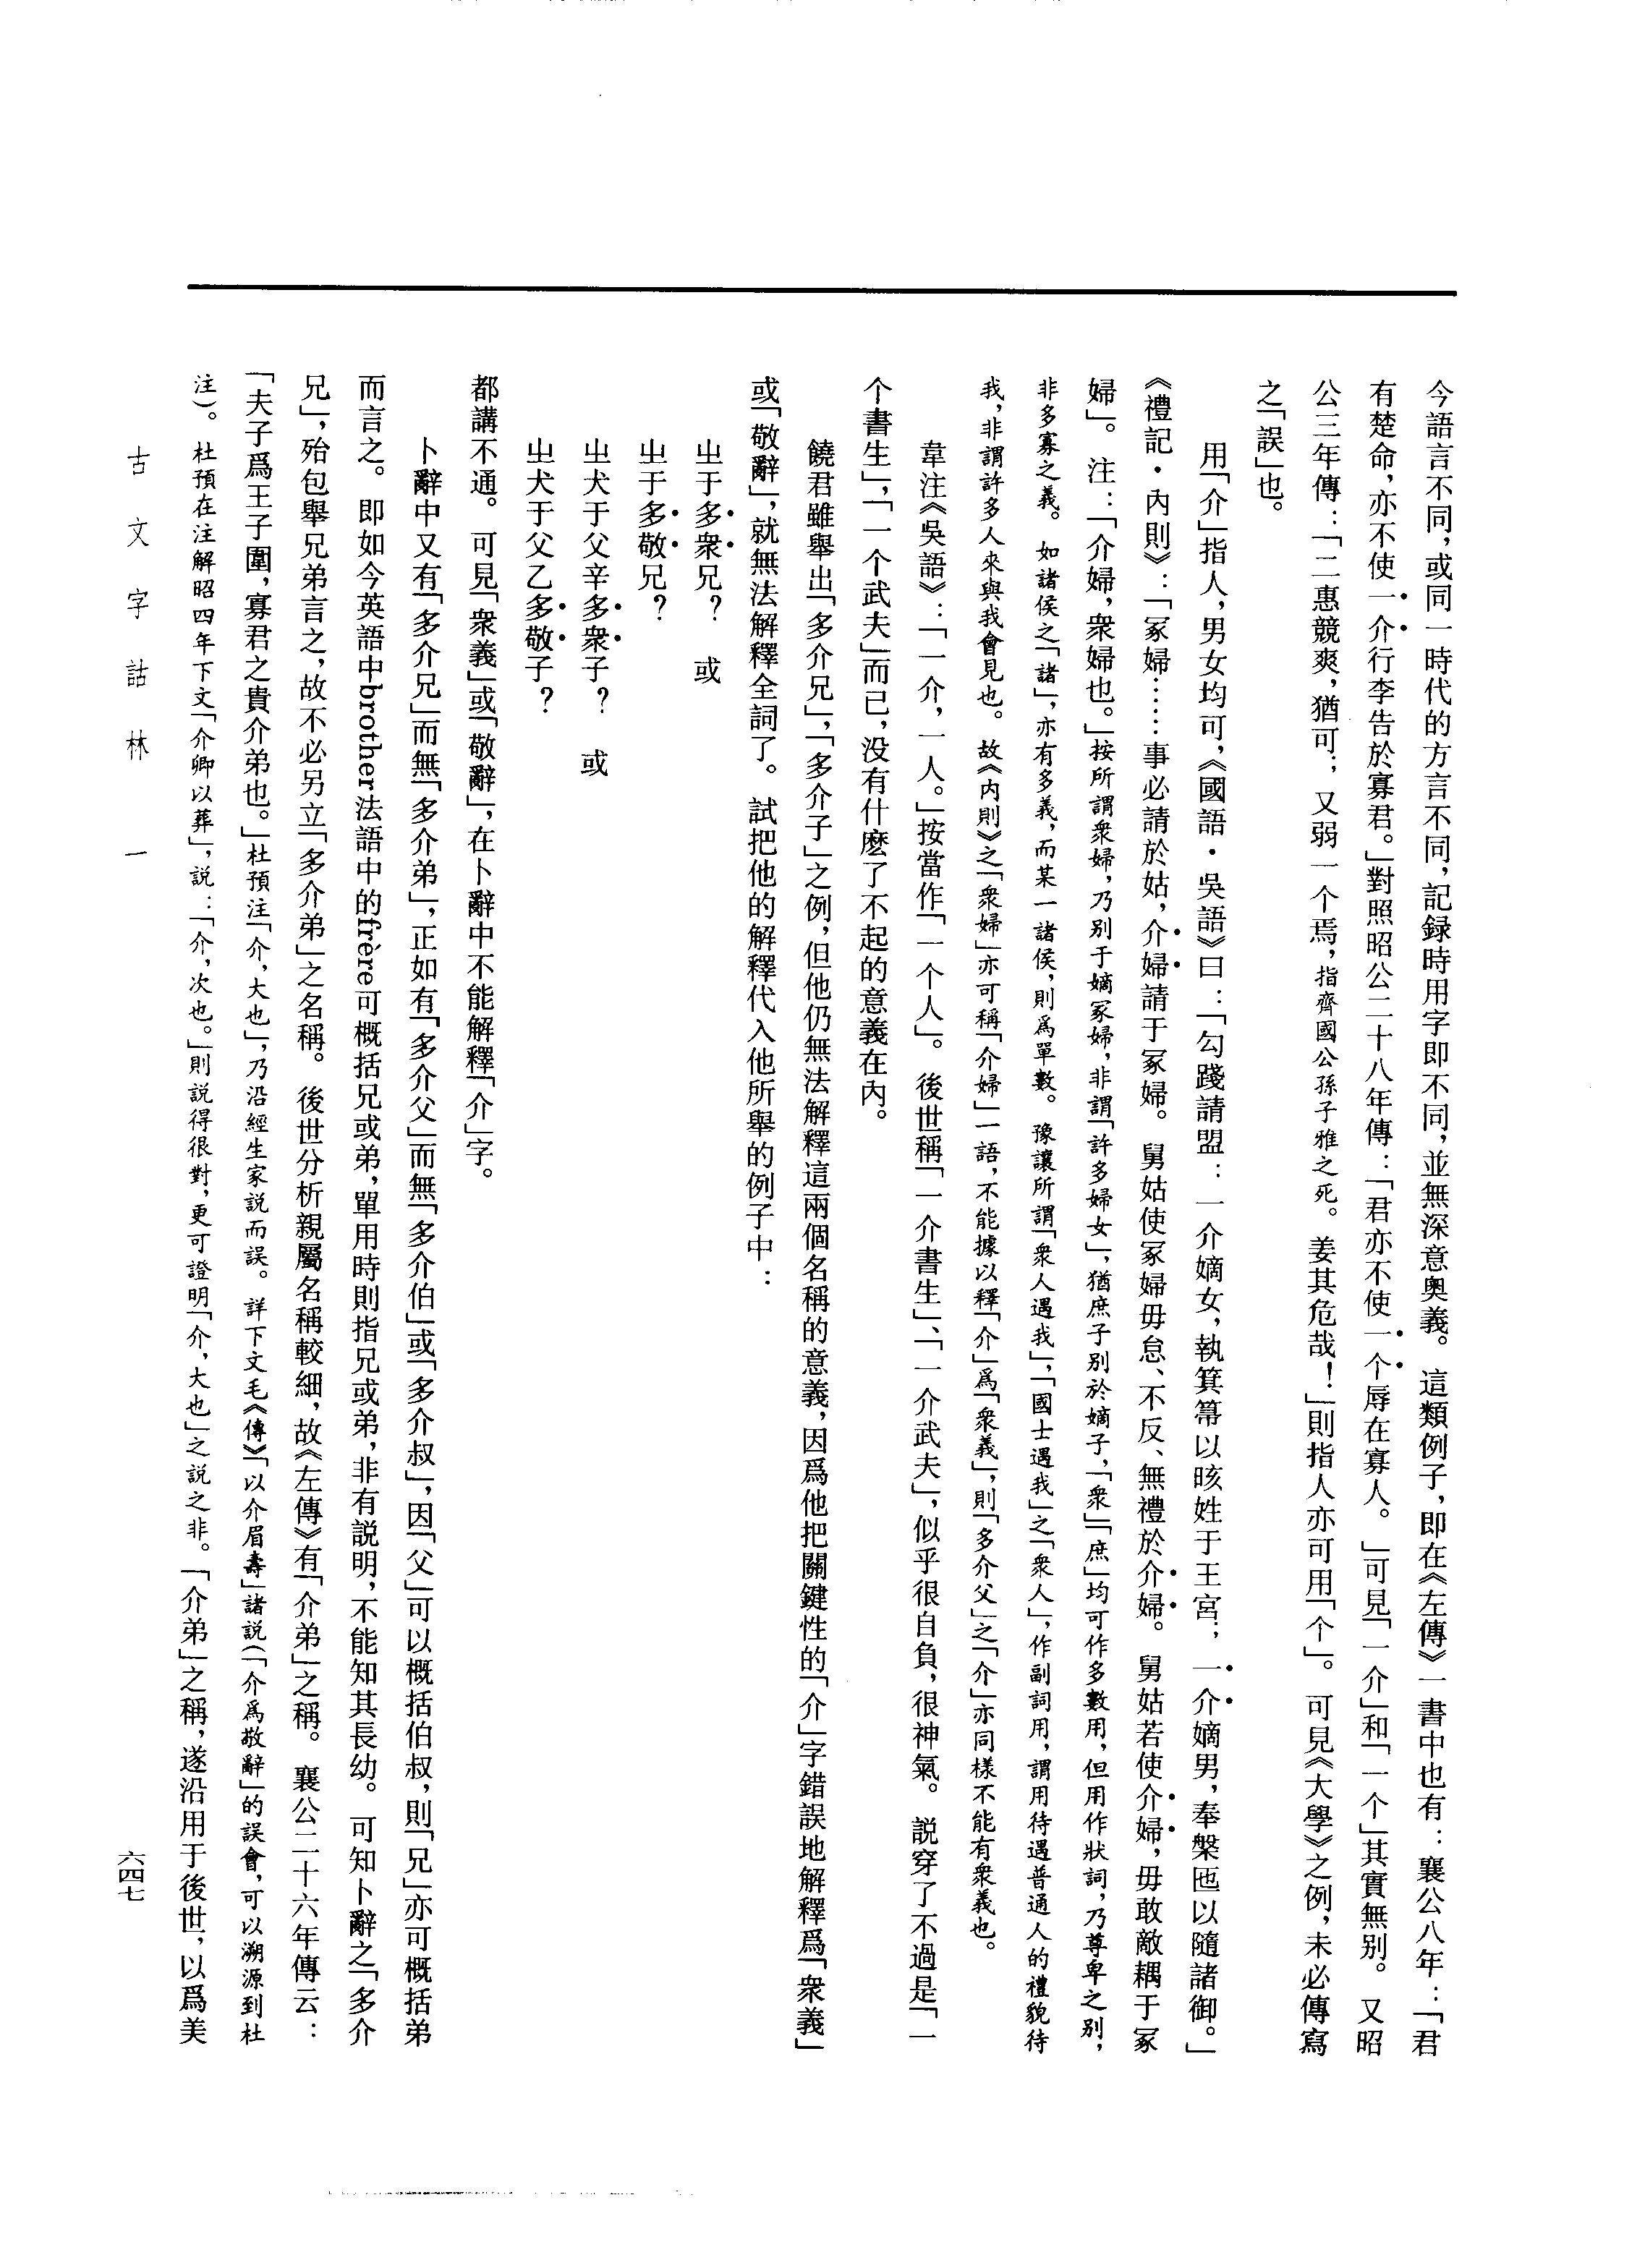 今語言不同，或同一時代的方言不同，記録時用字即不同，並無深意奥義。這類例子，即在《左傳》一書中也有：襄公八年：「君
有楚命，亦不使一介行李告於寡君。」對照昭公二十八年傳：「君亦不使一个辱在寡人。」可見「一介」和「一个」其實無别。又昭
公三年傳：「二惠競爽，猶可；又弱一个焉，指齊國公孫子雅之死。姜其危哉！」則指人亦可用「个」。可見《大學》之例，未必傳寫
之「誤」也。
用「介」指人，男女均可，《國語・吳語》曰：「勾踐請盟：一介嫡女，執箕箒以晐姓于王宮；一介嫡男，奉槃匜以隨諸御。」
《禮記・內則》：「冢婦……事必請於姑，介婦請于冢婦。舅姑使冢婦毋怠、不反、無禮於介婦。舅姑若使介婦，毋敢敵耦于冢
婦」。注：「介婦，衆婦也。」按所謂衆婦，乃别于嫡冢婦，非謂「許多婦女」，猶庶子别於嫡子，「衆」「庶」均可作多數用，但用作狀詞，乃尊卑之别，
非多寡之義。如諸侯之「諸」，亦有多義，而某一諸侯，則爲單數。豫讓所謂「衆人遇我」，「國士遇我」之「衆人」，作副詞用，謂用待遇普通人的禮貌待
我，非謂許多人來與我會見也。故《内則》之「衆婦」亦可稱「介婦」一語，不能據以釋「介」爲「衆義」，則「多介父」之「介」亦同樣不能有衆義也。
韋注《吳語》：「一介，一人。」按當作「一个人」。後世稱「一介書生」、「一介武夫」，似乎很自負，很神氣。説穿了不過是「一
个書生」，「一个武夫」而已，没有什麽了不起的意義在內。
饒君雖舉出「多介兄」，「多介子」之例，但他仍無法解釋這兩個名稱的意義，因爲他把關鍵性的「介」字錯誤地解釋爲「衆義」
或「敬辭」，就無法解釋全詞了。試把他的解釋代入他所舉的例子中：
㞢于多衆兄？　或
㞢于多敬兄？
㞢犬于父辛多衆子？　或
㞢犬于父乙多敬子？
都講不通。可見「衆義」或「敬辭」，在卜辭中不能解釋「介」字。
卜辭中又有「多介兄」而無「多介弟」，正如有「多介父」而無「多介伯」或「多介叔」，因「父」可以概括伯叔，則「兄」亦可概括弟
而言之。即如今英語中brother法語中的frère可概括兄或弟，單用時則指兄或弟，非有説明，不能知其長幼。可知卜辭之「多介
兄」，殆包舉兄弟言之，故不必另立「多介弟」之名稱。後世分析親屬名稱較細，故《左傳》有「介弟」之稱。襄公二十六年傳云：
「夫子爲王子圍，寡君之貴介弟也。」杜預注「介，大也」，乃沿經生家説而誤。詳下文毛《傳》「以介眉壽」諸説（「介爲敬辭」的誤會，可以溯源到杜
注）。杜預在注解昭四年下文「介卿以葬」，説：「介，次也。」則説得很對，更可證明「介，大也」之説之非。「介弟」之稱，遂沿用于後世，以爲美
古文字詁林　一
六四七